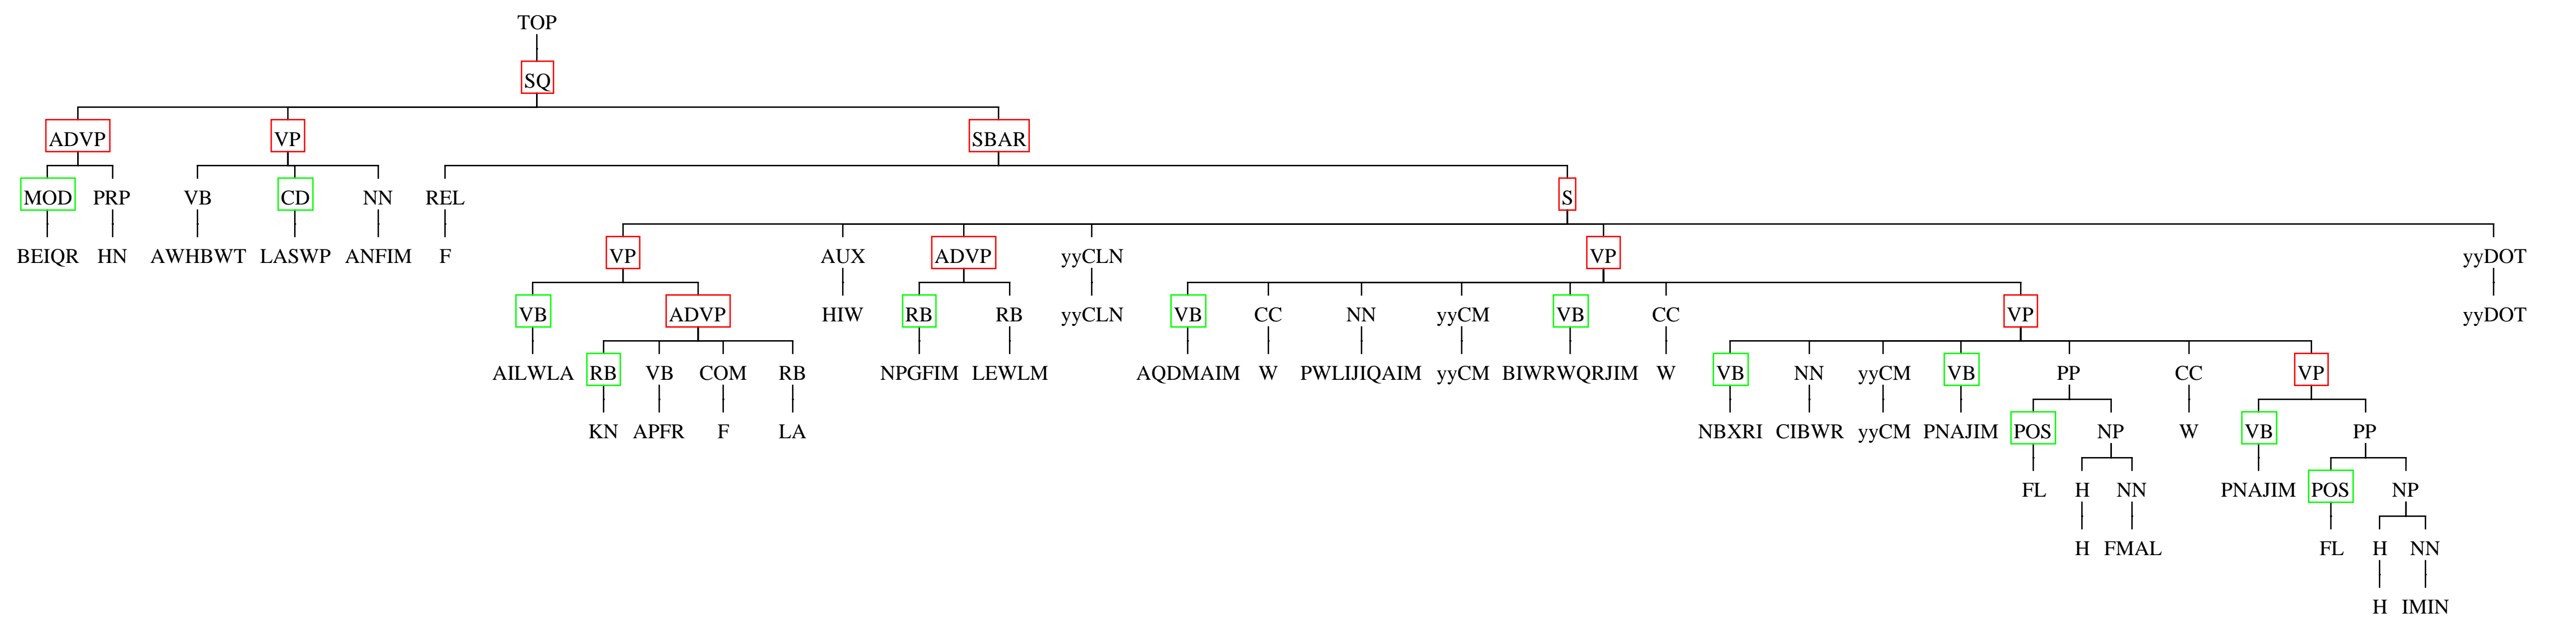 TOP
SQ
ADVP VP SBAR
MOD PRP VB CD NN REL S
BEIQR HN AWHBWT LASWP ANFIM F VP AUX ADVP yyCLN VP yyDOT
VB ADVP HIW RB RB yyCLN VB CC NN yyCM VB CC VP yyDOT
AILWLA RB VB COM RB NPGFIM LEWLM AQDMAIM W PWLIJIQAIM yyCM BIWRWQRJIM W VB NN yyCM VB PP CC VP
KN APFR F LA NBXRI CIBWR yyCM PNAJIM POS NP W VB PP
FL H NN PNAJIM POS NP
H FMAL FL H NN
H IMIN